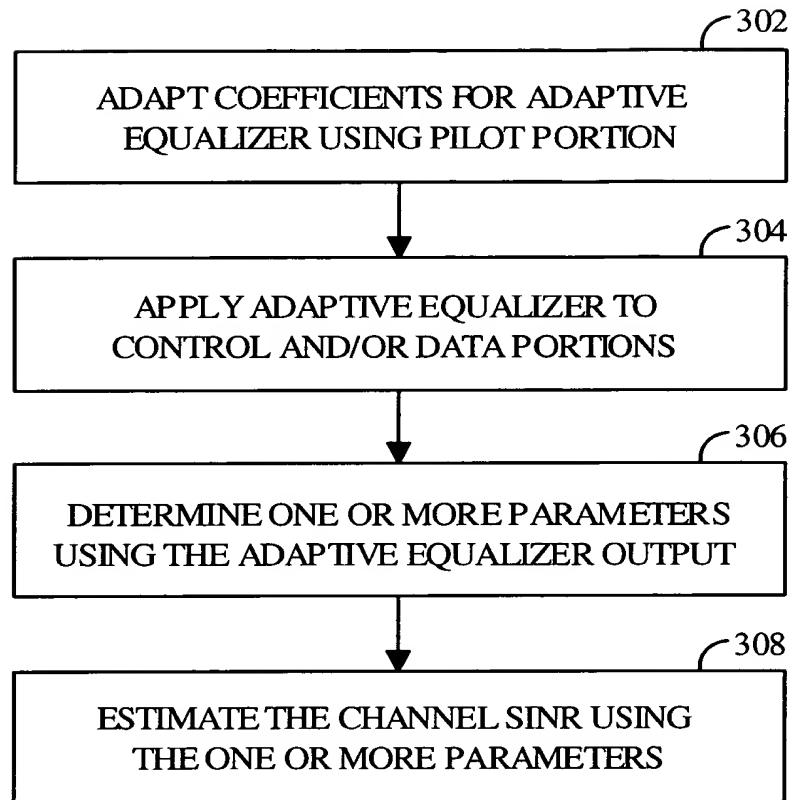 302
ADAPT COEFFICIENTS FOR ADAPTIVE
EQUALIZER USING PILOT PORTION
304
APPLY ADAPTIVE EQUALIZER TO
CONTROL AND/OR DATA PORTIONS
306
DETERMINE ONE OR MORE PARAMETERS
USING THE ADAPTIVE EQUALIZER OUTPUT
308
ESTIMATE THE CHANNEL SINR USING
THE ONE OR MORE PARAMETERS